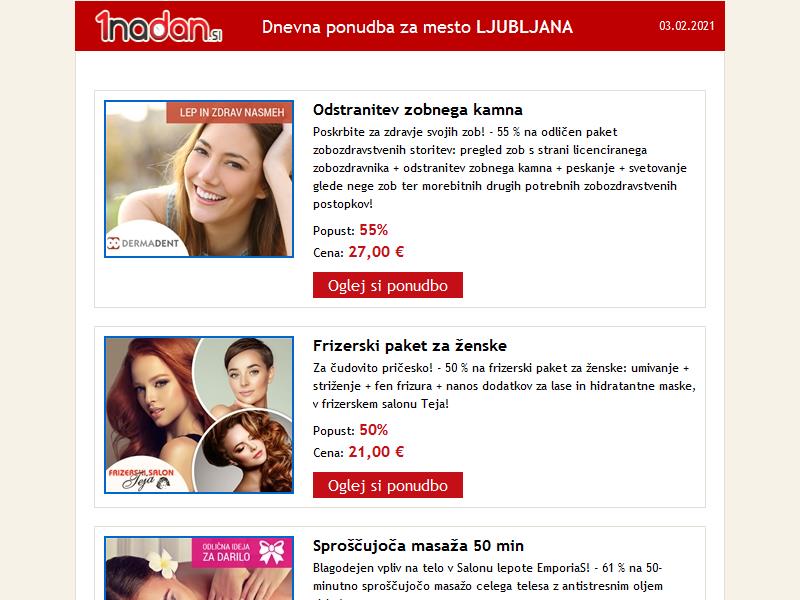 1nadan.si
Dnevna ponudba za mesto LJUBLJANA
03.02.2021
LEP IN ZDRAV NASMEH
DERMADENT
Odstranitev zobnega kamna
Poskrbite za zdravje svojih zob! - 55 % na odličen paket
zobozdravstvenih storitev: pregled zob s strani licenciranega
zobozdravnika + odstranitev zobnega kamna + peskanje + svetovanje
glede nege zob ter morebitnih drugih potrebnih zobozdravstvenih
postopkov!
Popust: 55%
Cena: 27,00 €
Oglej si ponudbo
FRIZERSKI SALON
Teja
Frizerski paket za ženske
Za čudovito pričesko! - 50 % na frizerski paket za ženske: umivanje +
striženje + fen frizura + nanos dodatkov za lase in hidratantne maske,
v frizerskem salonu Teja!
Popust: 50%
Cena: 21,00 €
Oglej si ponudbo
ODLIČNA IDEJA
ZA DARILO
Sproščujoča masaža 50 min
Blagodejen vpliv na telo v Salonu lepote EmporiaS! - 61 % na 50-
minutno sproščujočo masažo celega telesa z antistresnim oljem